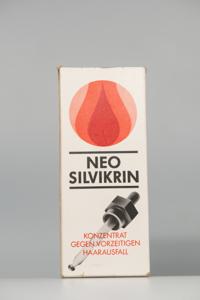 NEO
SILVIKRIN
KONZENTRAT
GEGEN VORZEITIGEN
HAARAUSFALL